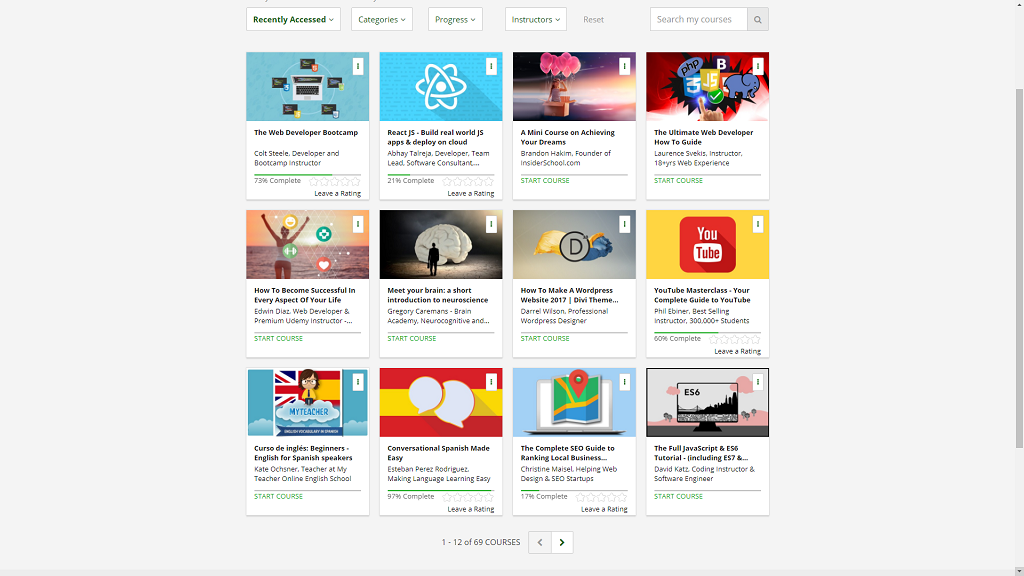 Recently Accessed
Categories
Progress
Instructors
Reset
Search my courses
The Web Developer Bootcamp
Colt Steele, Developer and
Bootcamp Instructor
73% Complete
Leave a Rating
React JS - Build real world JS
apps & deploy on cloud
Abhay Talreja, Developer, Team
Lead, Software Consultant,...
21% Complete
Leave a Rating
A Mini Course on Achieving
Your Dreams
Brandon Hakim, Founder of
InsiderSchool.com
START COURSE
php
B
3
JS
The Ultimate Web Developer
How To Guide
Laurence Svekis, Instructor,
18+yrs Web Experience
START COURSE
How To Become Successful In
Every Aspect Of Your Life
Edwin Diaz, Web Developer &
Premium Udemy Instructor -...
START COURSE
Meet your brain: a short
introduction to neuroscience
Gregory Caremans - Brain
Academy, Neurocognitive and...
START COURSE
D
How To Make A Wordpress
Website 2017 | Divi Theme...
Darrel Wilson, Professional
Wordpress Designer
START COURSE
You
Tube
YouTube Masterclass - Your
Complete Guide to YouTube
Phil Ebiner, Best Selling
Instructor, 300,000+ Students
60% Complete
Leave a Rating
MYTEACHER
ENGLISH VOCABULARY IN SPANISH
Curso de inglés: Beginners -
English for Spanish speakers
Kate Ochsner, Teacher at My
Teacher Online English School
START COURSE
Conversational Spanish Made
Easy
Esteban Perez Rodriguez,
Making Language Learning Easy
97% Complete
Leave a Rating
The Complete SEO Guide to
Ranking Local Business...
Christine Maisel, Helping Web
Design & SEO Startups
17% Complete
Leave a Rating
ES6
The Full JavaScript & ES6
Tutorial - (including ES7 &...
David Katz, Coding Instructor &
Software Engineer
START COURSE
1 - 12 of 69 COURSES